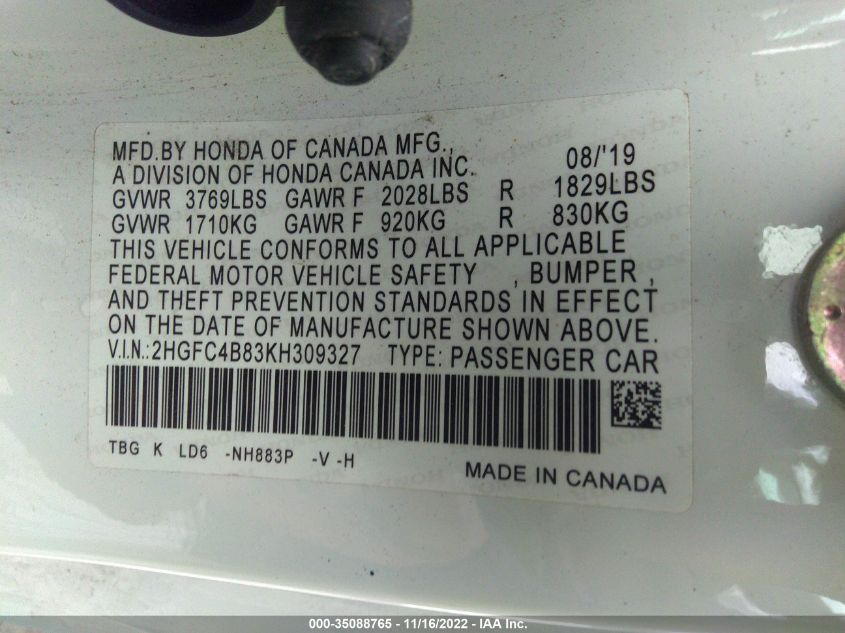 MFD.BY HONDA OF CANADA MFG.,
A DIVISION OF HONDA CANADA INC. 08/'19
GVWR 3769LBS GAWR F 2028LBS R 1829LBS
GVWR 1710KG GAWR F 920KG R 830KG
THIS VEHICLE CONFORMS TO ALL APPLICABLE
FEDERAL MOTOR VEHICLE SAFETY , BUMPER ,
AND THEFT PREVENTION STANDARDS IN EFFECT
ON THE DATE OF MANUFACTURE SHOWN ABOVE.
V.I.N.:2HGFC4B83KH309327 TYPE: PASSENGER CAR
TBG K LD6 -NH883P -V -H
MADE IN CANADA
000-35088765 - 11/16/2022 - IAA Inc.